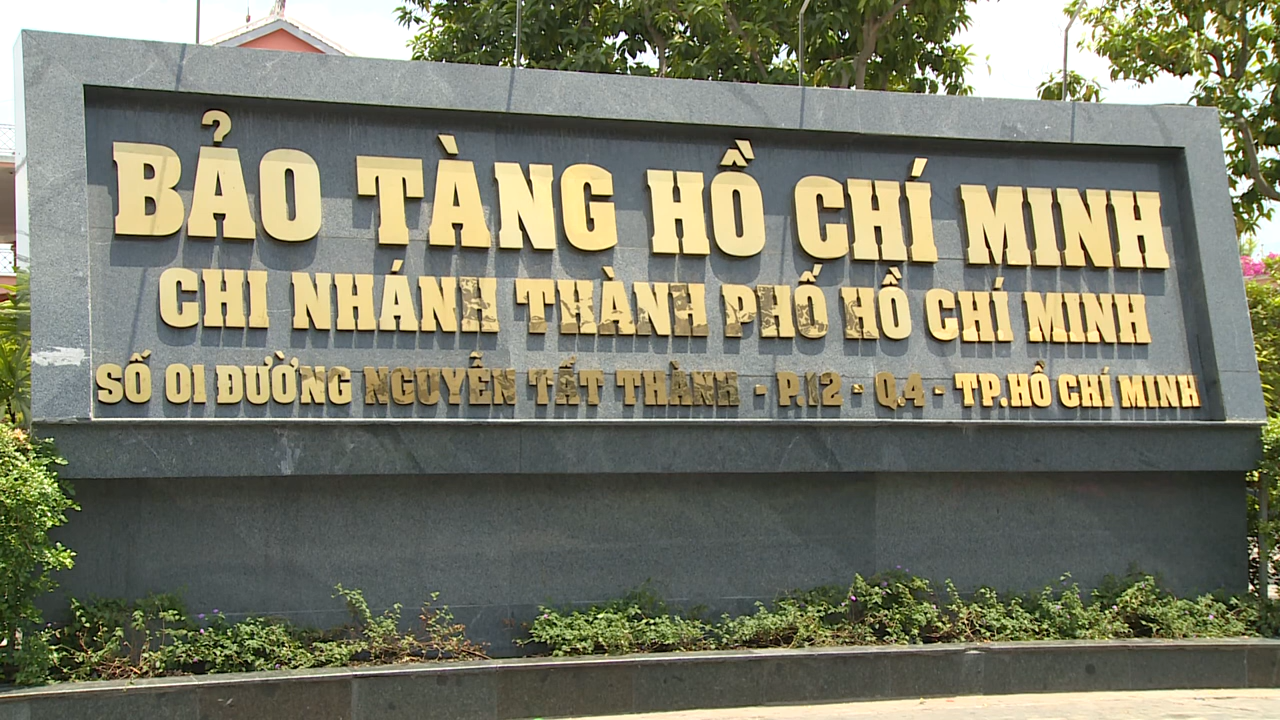 BẢO TÀNG HỒ CHÍ MINH
CHI NHÁNH THÀNH PHỐ HỒ CHÍ MINH
SỐ 01 ĐƯỜNG NGUYỄN TẤT THÀNH - P.12 - Q.4 - TP.HỒ CHÍ MINH